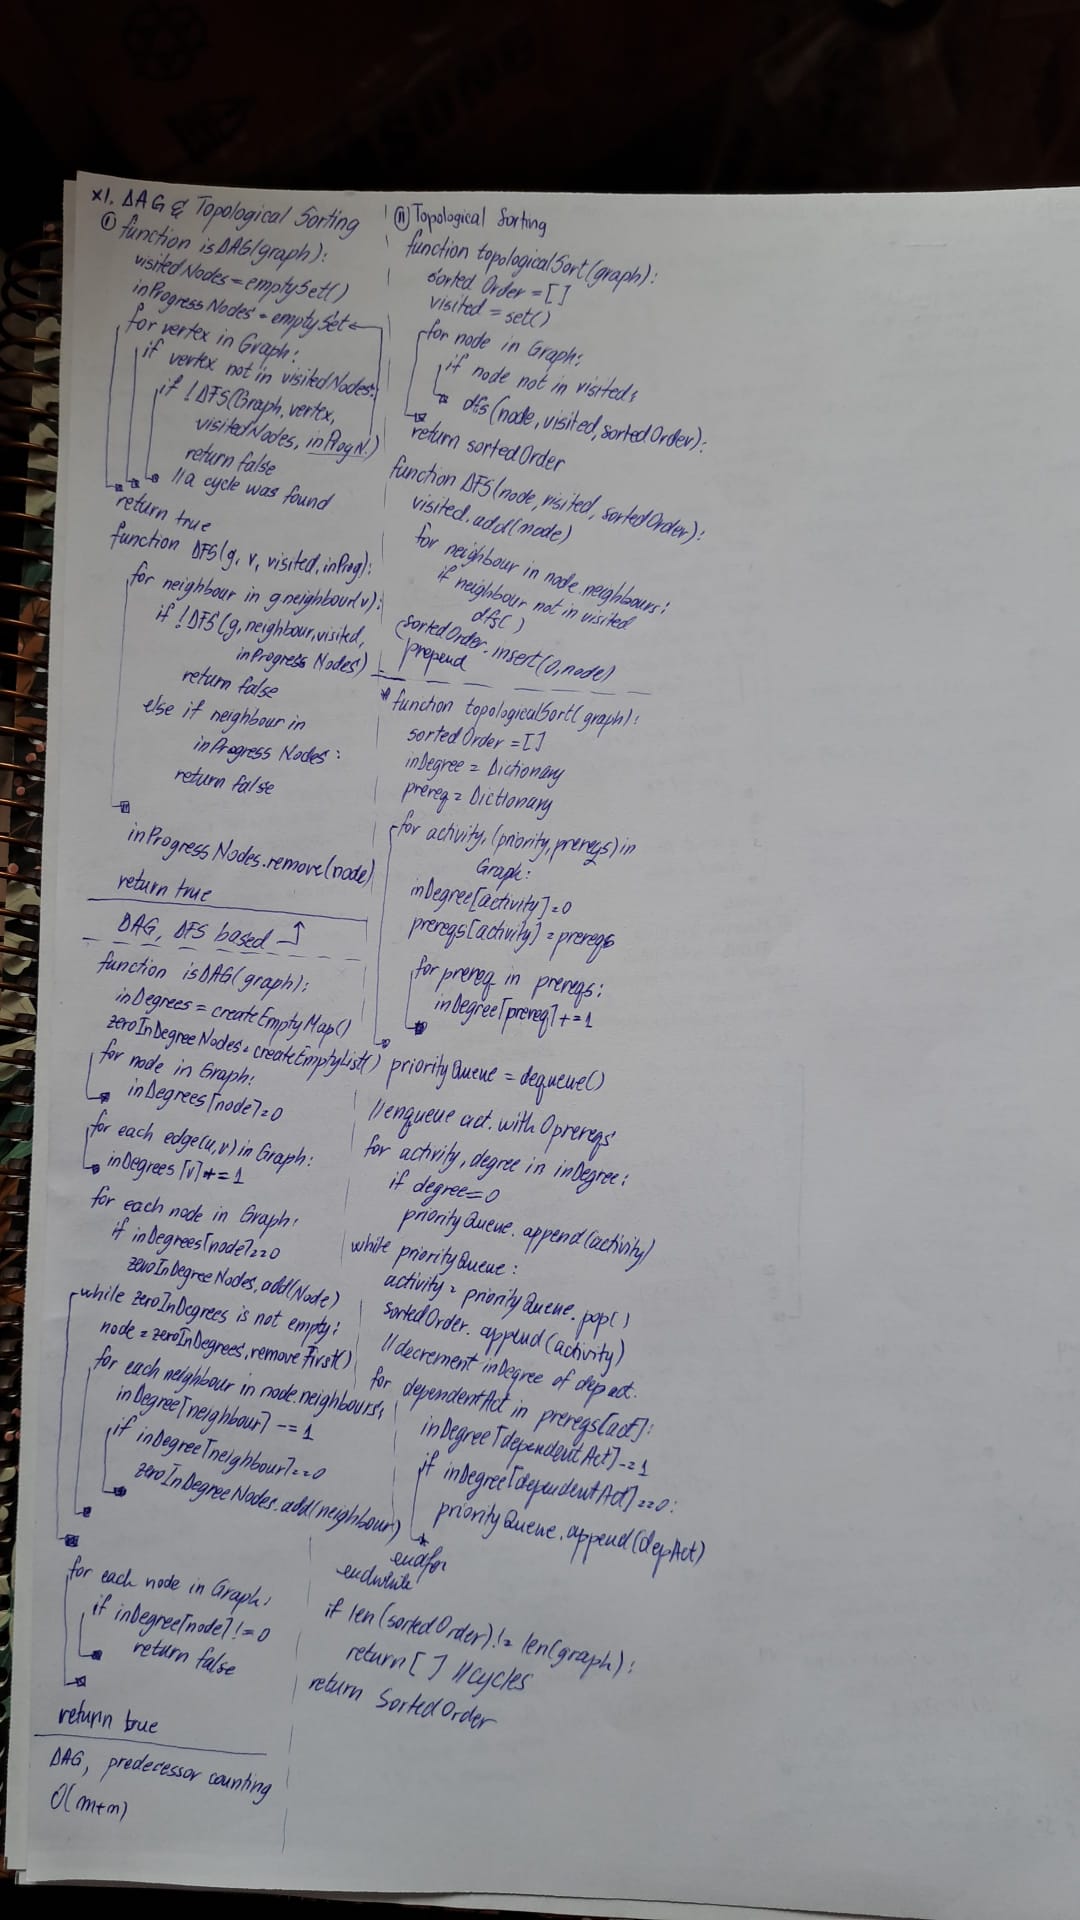 XI. DAG & Topological Sorting
① function isDAG(graph):
visitedNodes = emptySet()
inProgressNodes = emptySet
for vertex in Graph:
if vertex not in visitedNodes:
if !DFS(Graph, vertex,
visitedNodes, inProgN.)
return false
// a cycle was found
return true
function DFS(g, v, visited, inProg):
for neighbour in g.neighbour(v):
if !DFS(g, neighbour, visited,
inProgress Nodes)
return false
else if neighbour in
inProgress Nodes:
return false
inProgress Nodes.remove(node)
return true
DAG, DFS based
function isDAG(graph):
inDegrees = createEmptyMap()
zeroInDegreeNodes = createEmptyList()
for node in Graph:
inDegrees[node]=0
for each edge(u,v) in Graph:
inDegrees[v]+=1
for each node in Graph:
if inDegrees[node]==0
zeroInDegreeNodes.add(Node)
while zeroInDegrees is not empty:
node = zeroInDegrees.removeFirst()
for each neighbour in node.neighbours:
inDegree[neighbour] -= 1
if inDegree[neighbour]==0
zeroInDegreeNodes.add(neighbour)
for each node in Graph:
if inDegree[node] != 0
return false
return true
DAG, predecessor counting
O(m+n)
⑪ Topological Sorting
function topologicalSort(graph):
sorted Order = []
visited = set()
for node in Graph:
if node not in visited:
dfs(node, visited, sortedOrder):
return sortedOrder
function DFS(node, visited, sortedOrder):
visited.add(node)
for neighbour in node.neighbours:
if neighbour not in visited
dfs()
sortedOrder.insert(0, node)
prepend
* function topologicalSort(graph):
sortedOrder = []
inDegree = Dictionary
prereq = Dictionary
for activity, (priority, prereqs) in
Graph:
inDegree[activity]=0
prereqs[activity] = prereqs
for prereq in prereqs:
inDegree[prereq] += 1
priorityQueue = dequeue()
// enqueue act. with 0 prereqs
for activity, degree in inDegree:
if degree==0
priorityQueue.append(activity)
while priorityQueue:
activity = priorityQueue.pop()
sortedOrder.append(activity)
// decrement inDegree of dep act.
for dependentAct in prereqs[act]:
inDegree[dependentAct] -= 1
if inDegree[dependentAct] == 0:
priorityQueue.append(depAct)
endfor
endwhile
if len(sortedOrder) != len(graph):
return [] // cycles
return SortedOrder